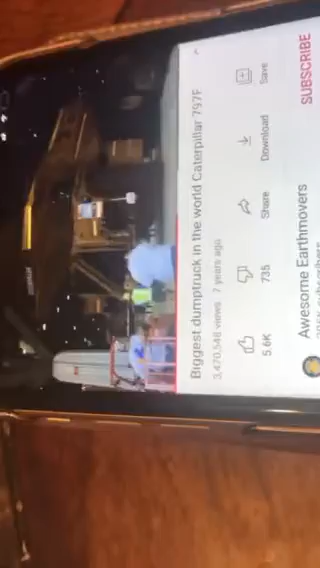 Biggest dumptruck in the world Caterpillar 797F
3,470,548 views 7 years ago
5.6K
735
Share
Download
Save
Awesome Earthmovers
SUBSCRIBE
subscribers